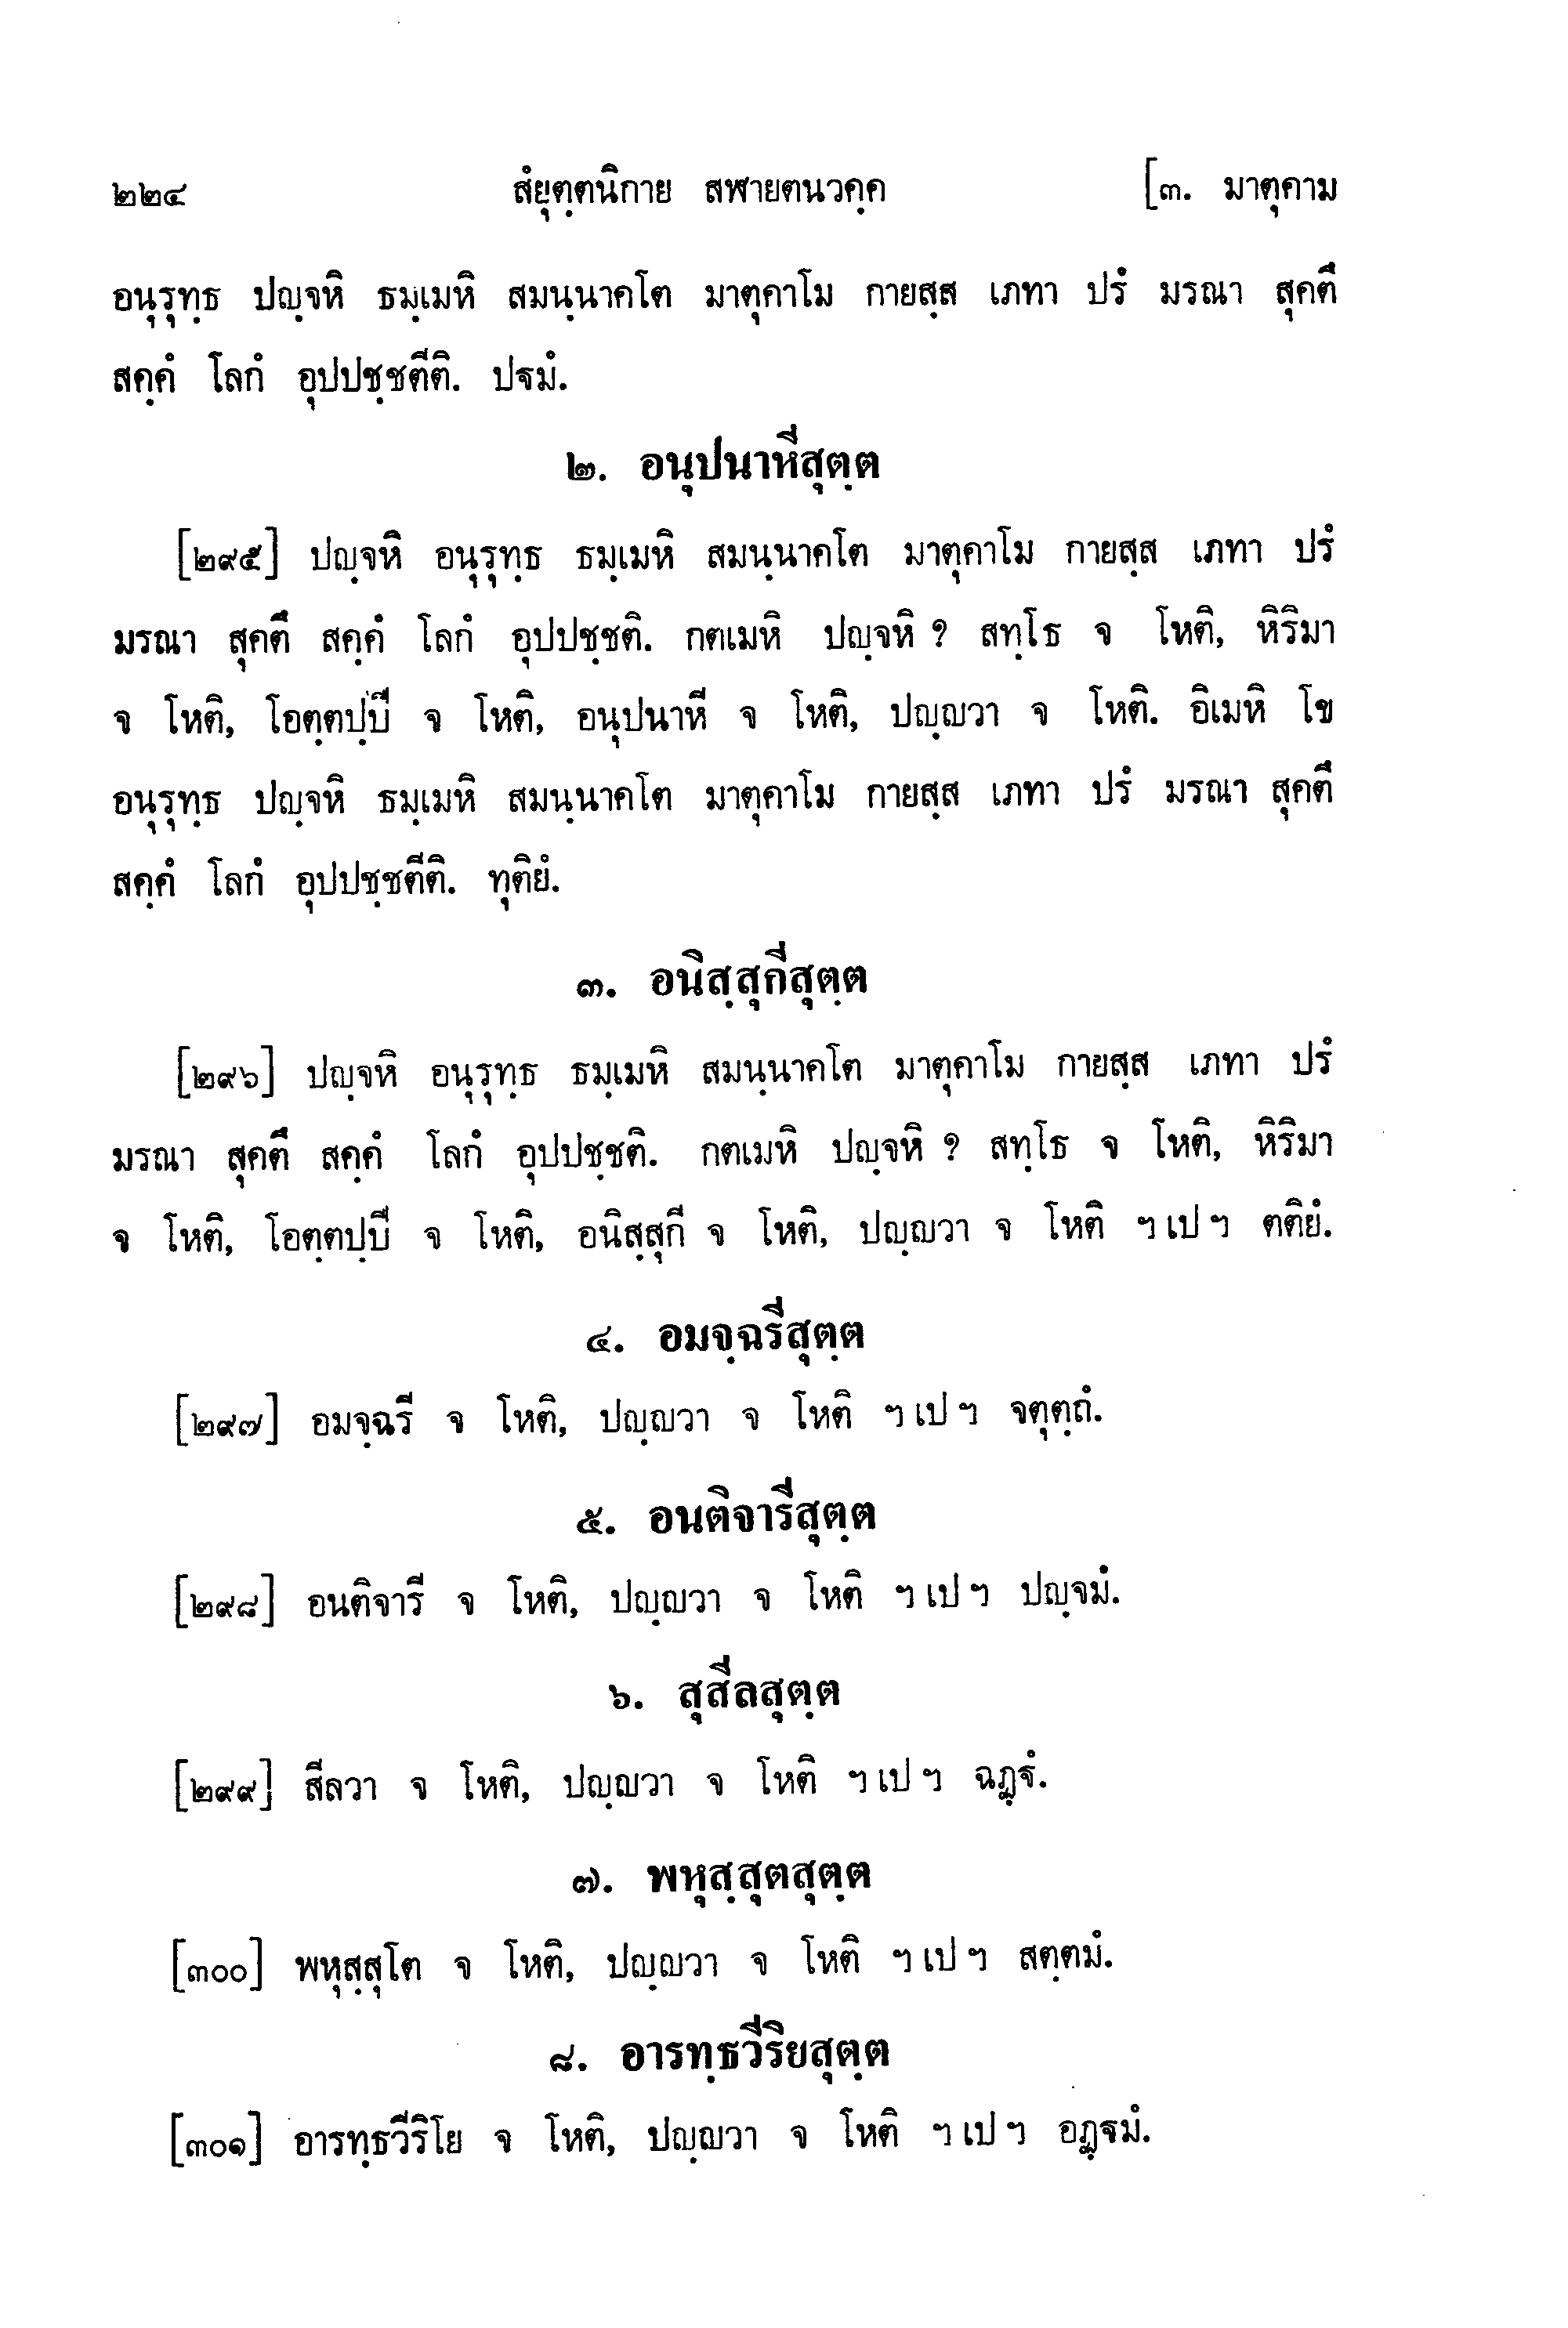 ๒๒๔ สํยุตฺตนิกาย สฬายตนวคฺค [๓. มาตุคาม
อนุรุทฺธ ปญฺจหิ ธมฺเมหิ สมนฺนาคโต มาตุคาโม กายสฺส เภทา ปรํ มรณา สุคตึ
สคฺคํ โลกํ อุปปชฺชตีติ. ปฐมํ.
๒. อนุปนาหีสุตฺต
[๒๙๕] ปญฺจหิ อนุรุทฺธ ธมฺเมหิ สมนฺนาคโต มาตุคาโม กายสฺส เภทา ปรํ
มรณา สุคตึ สคฺคํ โลกํ อุปปชฺชติ. กตเมหิ ปญฺจหิ ? สทฺโธ จ โหติ, หิริมา
จ โหติ, โอตฺตปฺปี จ โหติ, อนุปนาหี จ โหติ, ปญฺญวา จ โหติ. อิเมหิ โข
อนุรุทฺธ ปญฺจหิ ธมฺเมหิ สมนฺนาคโต มาตุคาโม กายสฺส เภทา ปรํ มรณา สุคตึ
สคฺคํ โลกํ อุปปชฺชตีติ. ทุติยํ.
๓. อนิสฺสุกีสุตฺต
[๒๙๖] ปญฺจหิ อนุรุทฺธ ธมฺเมหิ สมนฺนาคโต มาตุคาโม กายสฺส เภทา ปรํ
มรณา สุคตึ สคฺคํ โลกํ อุปปชฺชติ. กตเมหิ ปญฺจหิ ? สทฺโธ จ โหติ, หิริมา
จ โหติ, โอตฺตปฺปี จ โหติ, อนิสฺสุกี จ โหติ, ปญฺญวา จ โหติ ฯ เป ฯ ตติยํ.
๔. อมจฺฉรีสุตฺต
[๒๙๗] อมจฺฉรี จ โหติ, ปญฺญวา จ โหติ ฯ เป ฯ จตุตฺถํ.
๕. อนติจารีสุตฺต
[๒๙๘] อนติจารี จ โหติ, ปญฺญวา จ โหติ ฯ เป ฯ ปญฺจมํ.
๖. สุสีลสุตฺต
[๒๙๙] สีลวา จ โหติ, ปญฺญวา จ โหติ ฯ เป ฯ ฉฏฺฐํ.
๗. พหุสฺสุตสุตฺต
[๓๐๐] พหุสฺสุโต จ โหติ, ปญฺญวา จ โหติ ฯ เป ฯ สตฺตมํ.
๘. อารทฺธวีริยสุตฺต
[๓๐๑] อารทฺธวีริโย จ โหติ, ปญฺญวา จ โหติ ฯ เป ฯ อฏฺฐมํ.